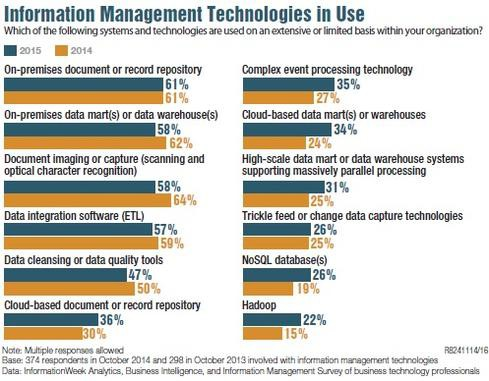 Information Management Technologies in Use
Which of the following systems and technologies are used on an extensive or limited basis within your organization?
2015 2014
On-premises document or record repository
61%
61%
On-premises data mart(s) or data warehouse(s)
58%
62%
Document imaging or capture (scanning and
optical character recognition)
58%
64%
Data integration software (ETL)
57%
59%
Data cleansing or data quality tools
47%
50%
Cloud-based document or record repository
36%
30%
Complex event processing technology
35%
27%
Cloud-based data mart(s) or warehouses
34%
24%
High-scale data mart or data warehouse systems
supporting massively parallel processing
31%
25%
Trickle feed or change data capture technologies
26%
25%
NoSQL database(s)
26%
19%
Hadoop
22%
15%
Note: Multiple responses allowed
R8241114/16
Base: 374 respondents in October 2014 and 298 in October 2013 involved with information management technologies
Data: InformationWeek Analytics, Business Intelligence, and Information Management Survey of business technology professionals